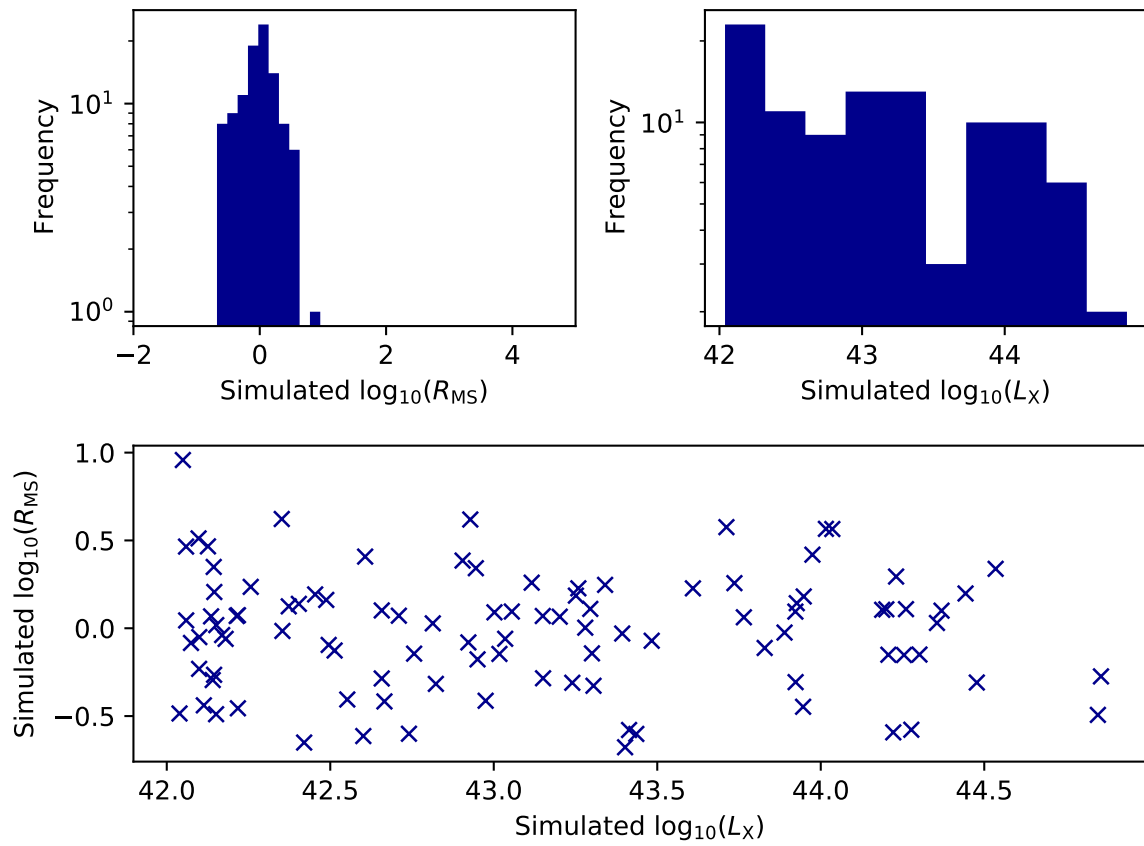 Frequency
10¹
10⁰
−2 0 2 4
Simulated log₁₀(R_MS)
Frequency
10¹
42 43 44
Simulated log₁₀(L_X)
Simulated log₁₀(R_MS)
1.0
0.5
0.0
−0.5
42.0 42.5 43.0 43.5 44.0 44.5
Simulated log₁₀(L_X)